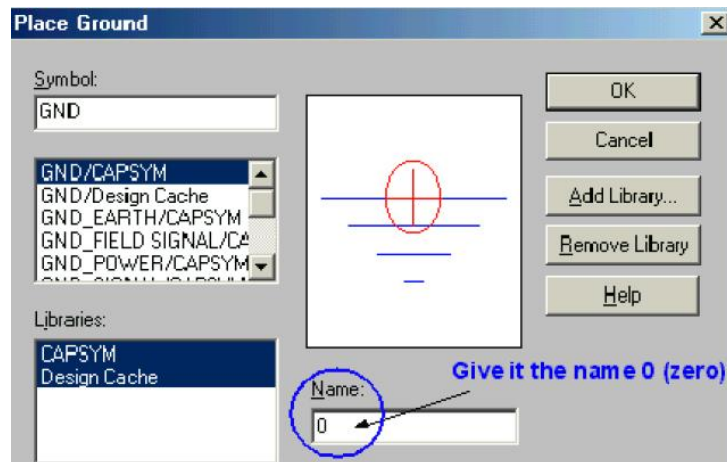 Place Ground
Symbol:
GND
GND/CAPSYM
GND/Design Cache
GND_EARTH/CAPSYM
GND_FIELD SIGNAL/CA
GND_POWER/CAPSYM
Libraries:
CAPSYM
Design Cache
OK
Cancel
Add Library...
Remove Library
Help
Give it the name 0 (zero)
Name:
0